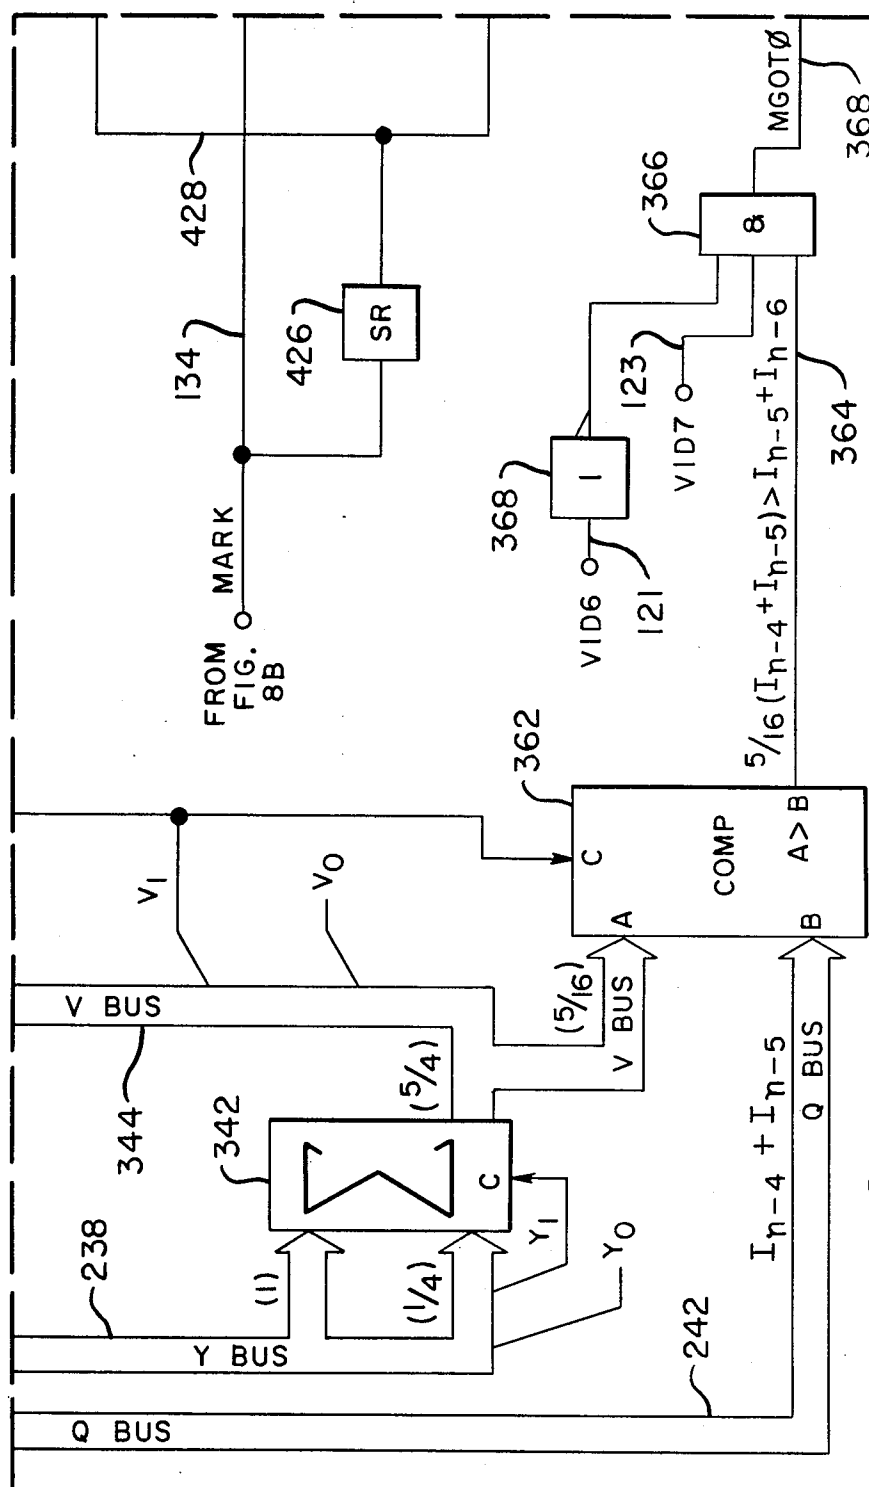 Q BUS
Y BUS
238
344
V BUS
428
(1)
342
Σ
C
(1/4)
(5/4)
V₁
134
FROM
FIG.
8B
MARK
426
SR
V₀
Y₁
Y₀
(5/16)
V BUS
242
362
C
A
COMP
B
A>B
368
1
VID6
121
VID7
123
366
&
Iₙ₋₄ + Iₙ₋₅
Q BUS
5/16 (Iₙ₋₄+Iₙ₋₅)>Iₙ₋₅+Iₙ₋₆
364
MGOTØ
368